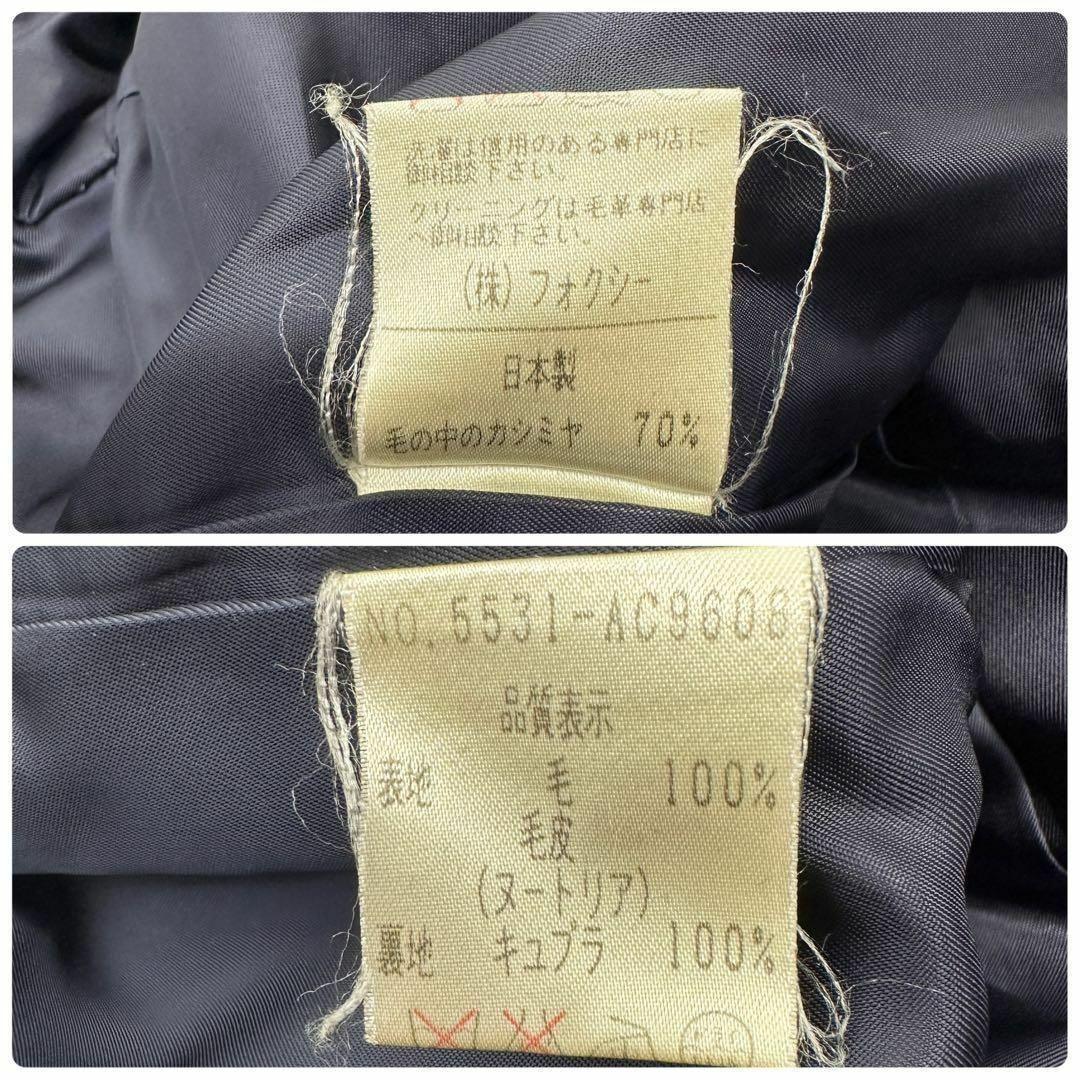 洗濯は信用のある専門店に
御相談下さい。
クリーニングは毛革専門店
へ御相談下さい。
(株)フォクシー
日本製
毛の中のカシミヤ 70%
NO.5531-AC9608
品質表示
表地 毛 100%
毛皮
(ヌートリア)
裏地 キュプラ 100%